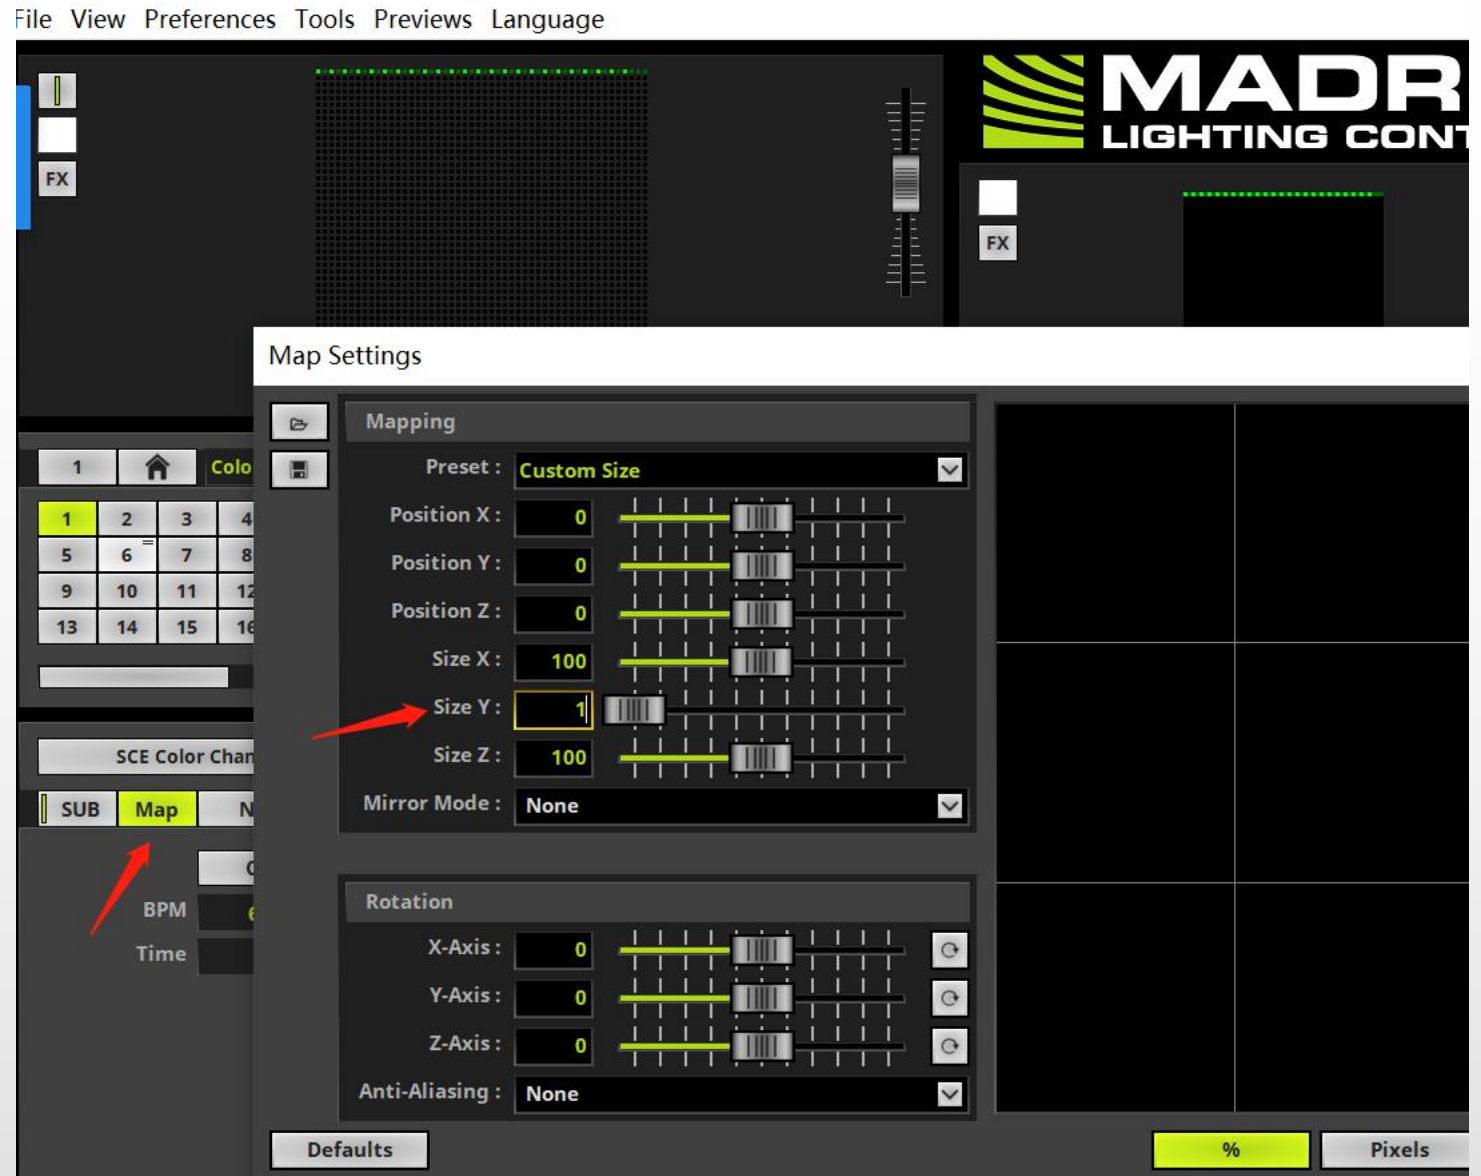 File View Preferences Tools Previews Language
MADR
LIGHTING CONT
FX
FX
Map Settings
Mapping
Preset : Custom Size
Position X : 0
Position Y : 0
Position Z : 0
Size X : 100
Size Y : 1
Size Z : 100
Mirror Mode : None
Rotation
X-Axis : 0
Y-Axis : 0
Z-Axis : 0
Anti-Aliasing : None
Defaults % Pixels
1 Colo
1 2 3 4
5 6 7 8
9 10 11 12
13 14 15 16
SCE Color Chan
SUB Map N
BPM 6
Time